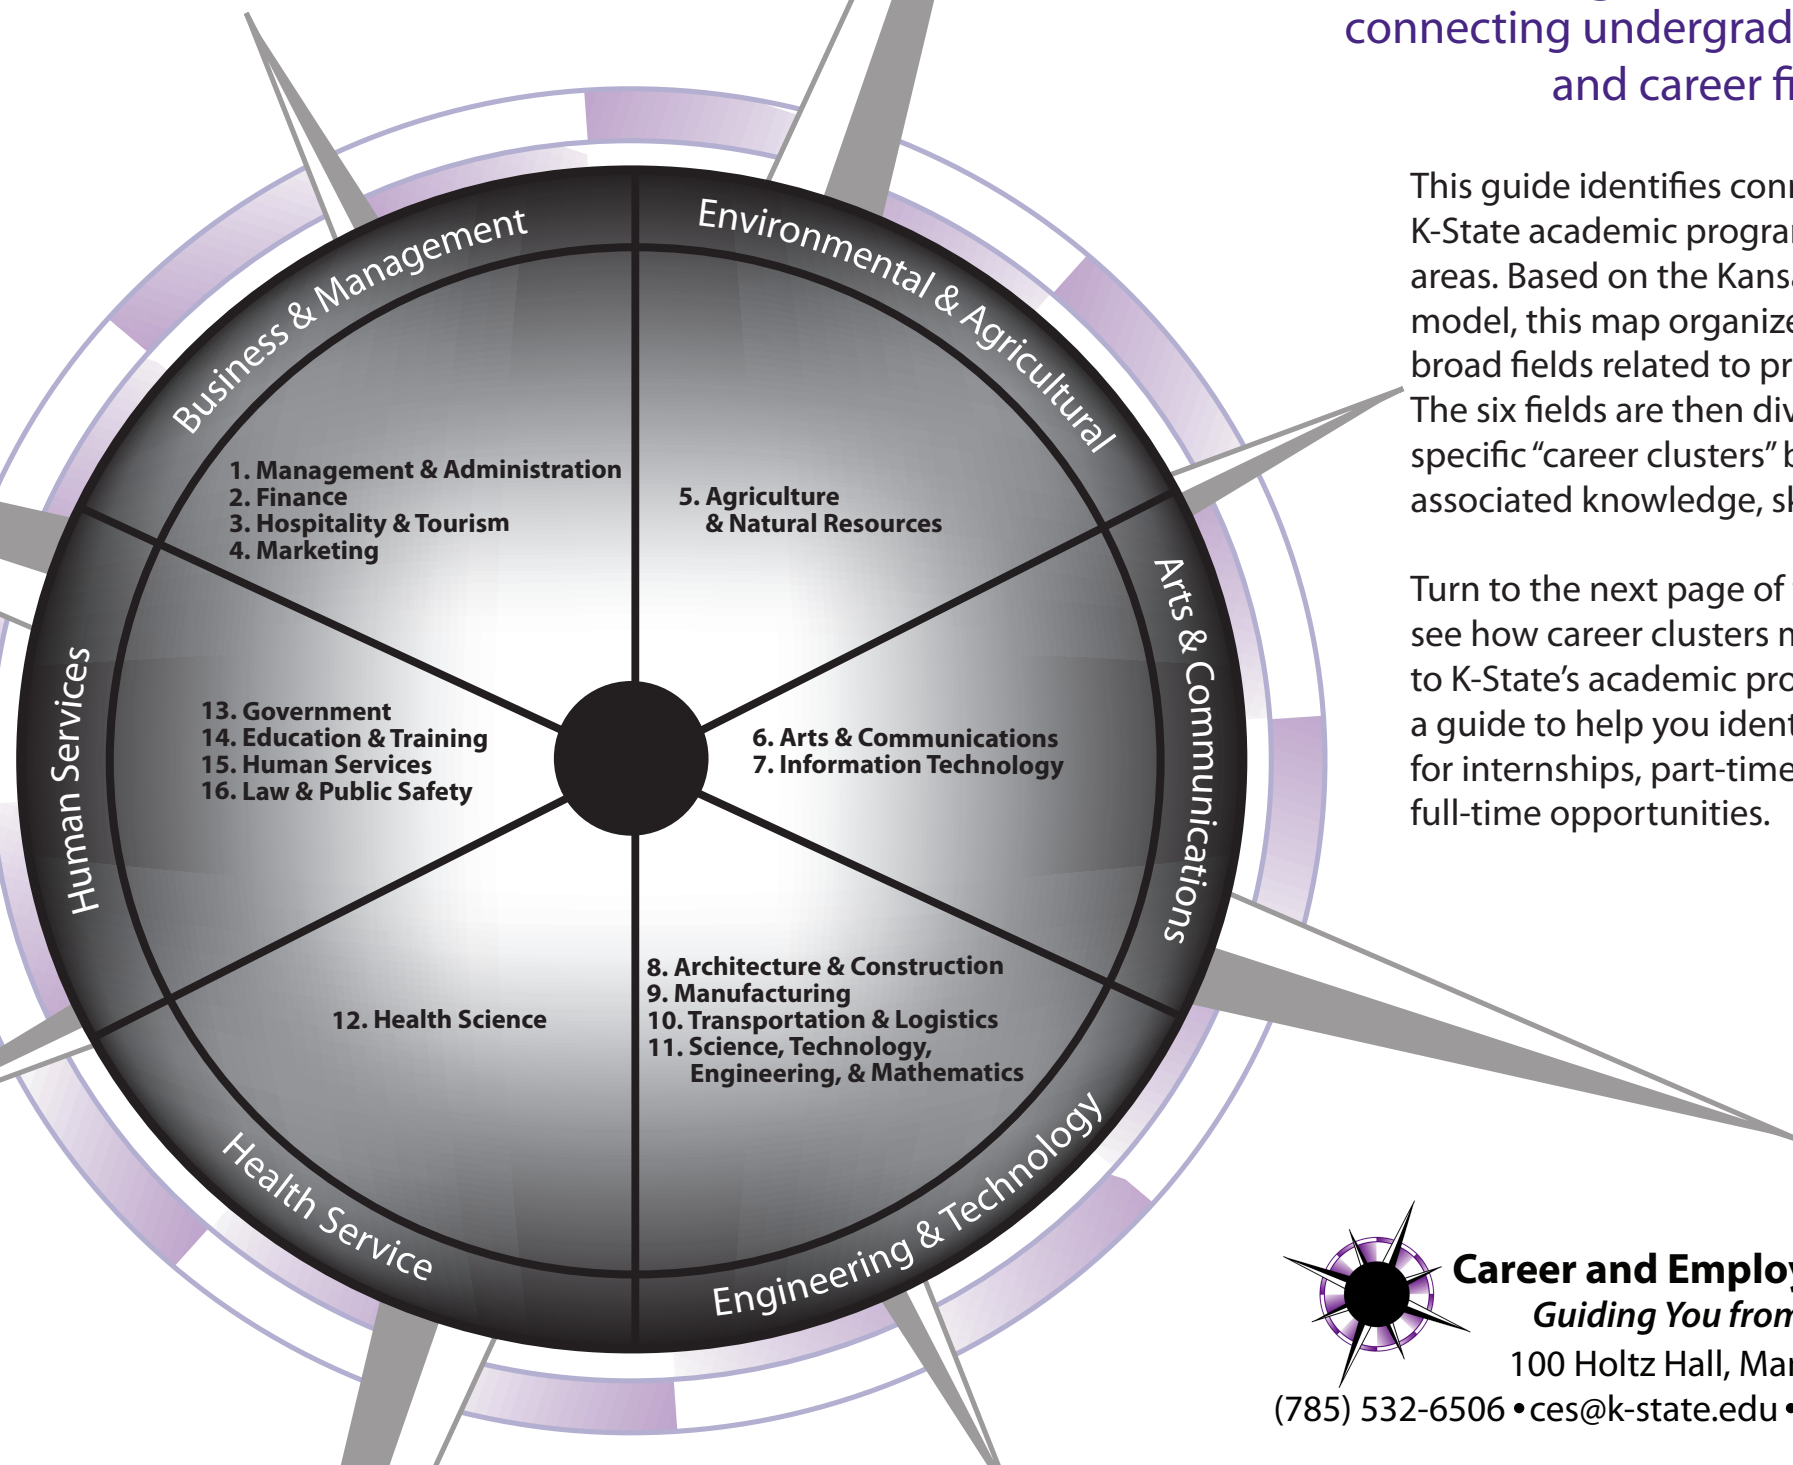 connecting undergrad
and career fi
This guide identifies conn
K-State academic progra
areas. Based on the Kansa
model, this map organize
broad fields related to pr
The six fields are then div
specific “career clusters” b
associated knowledge, sk
Turn to the next page of
see how career clusters m
to K-State’s academic pro
a guide to help you ident
for internships, part-time
full-time opportunities.
Business & Management
1. Management & Administration
2. Finance
3. Hospitality & Tourism
4. Marketing
Environmental & Agricultural
5. Agriculture
& Natural Resources
Arts & Communications
6. Arts & Communications
7. Information Technology
Engineering & Technology
8. Architecture & Construction
9. Manufacturing
10. Transportation & Logistics
11. Science, Technology,
Engineering, & Mathematics
Health Service
12. Health Science
Human Services
13. Government
14. Education & Training
15. Human Services
16. Law & Public Safety
Career and Employ
Guiding You from
100 Holtz Hall, Man
(785) 532-6506 • ces@k-state.edu •